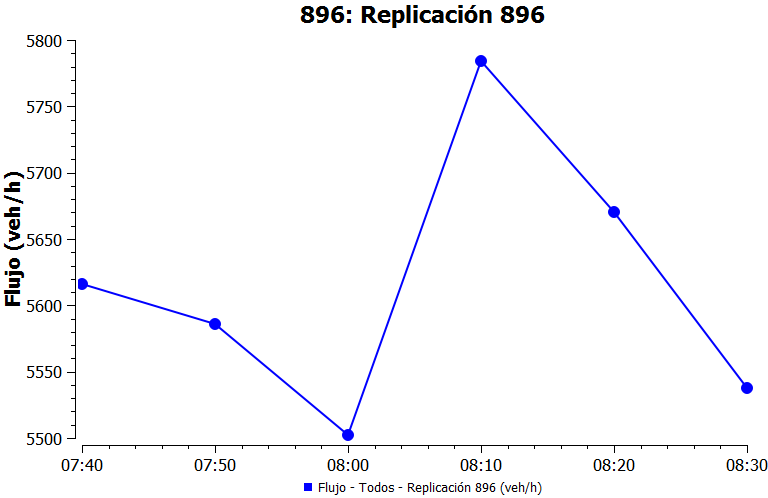 896: Replicación 896
5800
5750
5700
5650
5600
5550
5500
Flujo (veh/h)
07:40 07:50 08:00 08:10 08:20 08:30
Flujo - Todos - Replicación 896 (veh/h)